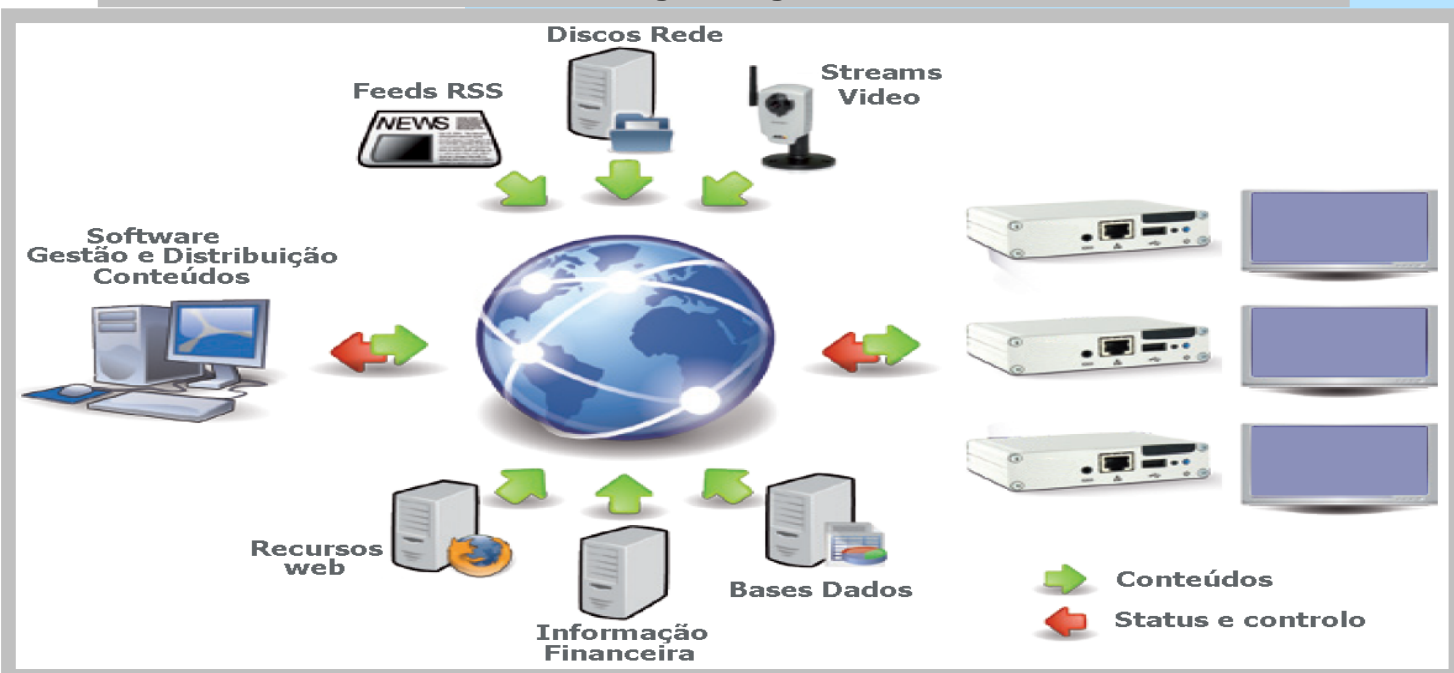 Discos Rede
Streams
Video
Feeds RSS
NEWS
Software
Gestão e Distribuição
Conteúdos
Recursos
web
Informação
Financeira
Bases Dados
Conteúdos
Status e controlo